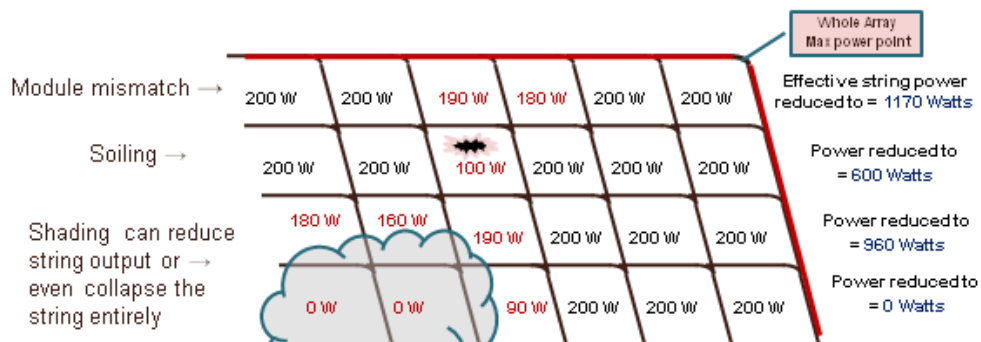 Whole Array
Max power point
Module mismatch →
200 W 200 W 190 W 180 W 200 W 200 W
Effective string power
reduced to = 1170 Watts
Soiling →
200 W 200 W 100 W 200 W 200 W 200 W
Power reduced to
= 600 Watts
Shading can reduce
string output or →
even collapse the
string entirely
180 W 160 W 190 W 200 W 200 W 200 W
Power reduced to
= 960 Watts
0 W 0 W 90 W 200 W 200 W 200 W
Power reduced to
= 0 Watts